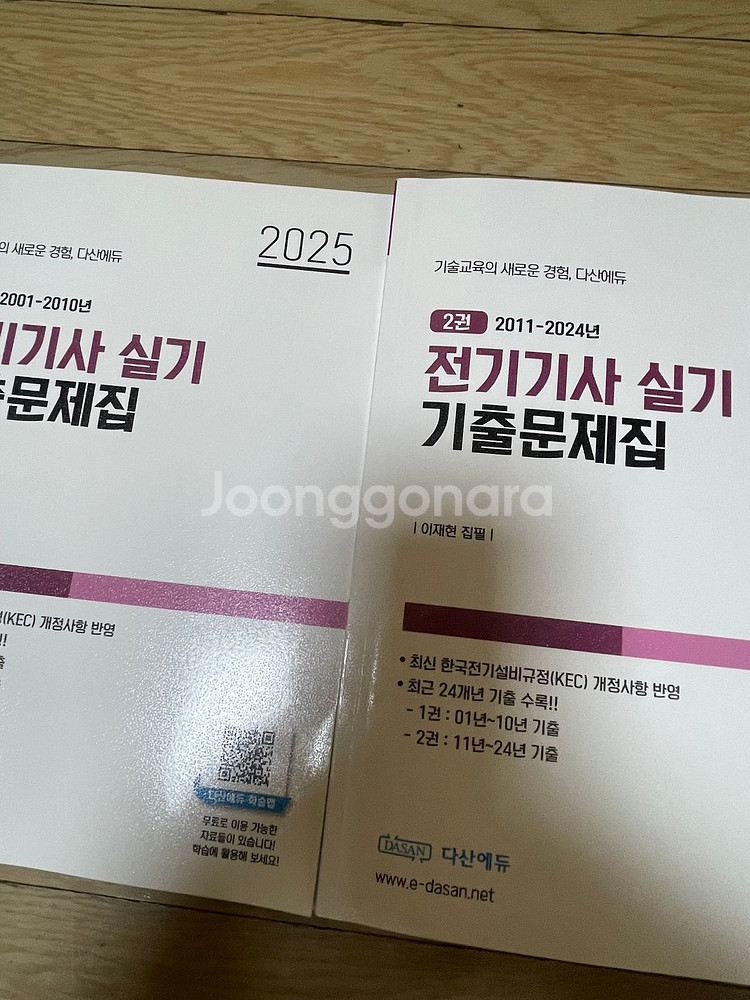 의 새로운 경험, 다산에듀
2025
2001-2010년
기기사 실기
문제집
(KEC) 개정사항 반영
다산에듀 학습맵
무료로 이용 가능한
자료들이 있습니다!
학습에 활용해 보세요!
기술교육의 새로운 경험, 다산에듀
2권 2011-2024년
전기기사 실기
기출문제집
| 이재현 집필 |
• 최신 한국전기설비규정(KEC) 개정사항 반영
• 최근 24개년 기출 수록!!
- 1권 : 01년~10년 기출
- 2권 : 11년~24년 기출
DASAN 다산에듀
www.e-dasan.net
Joonggonara